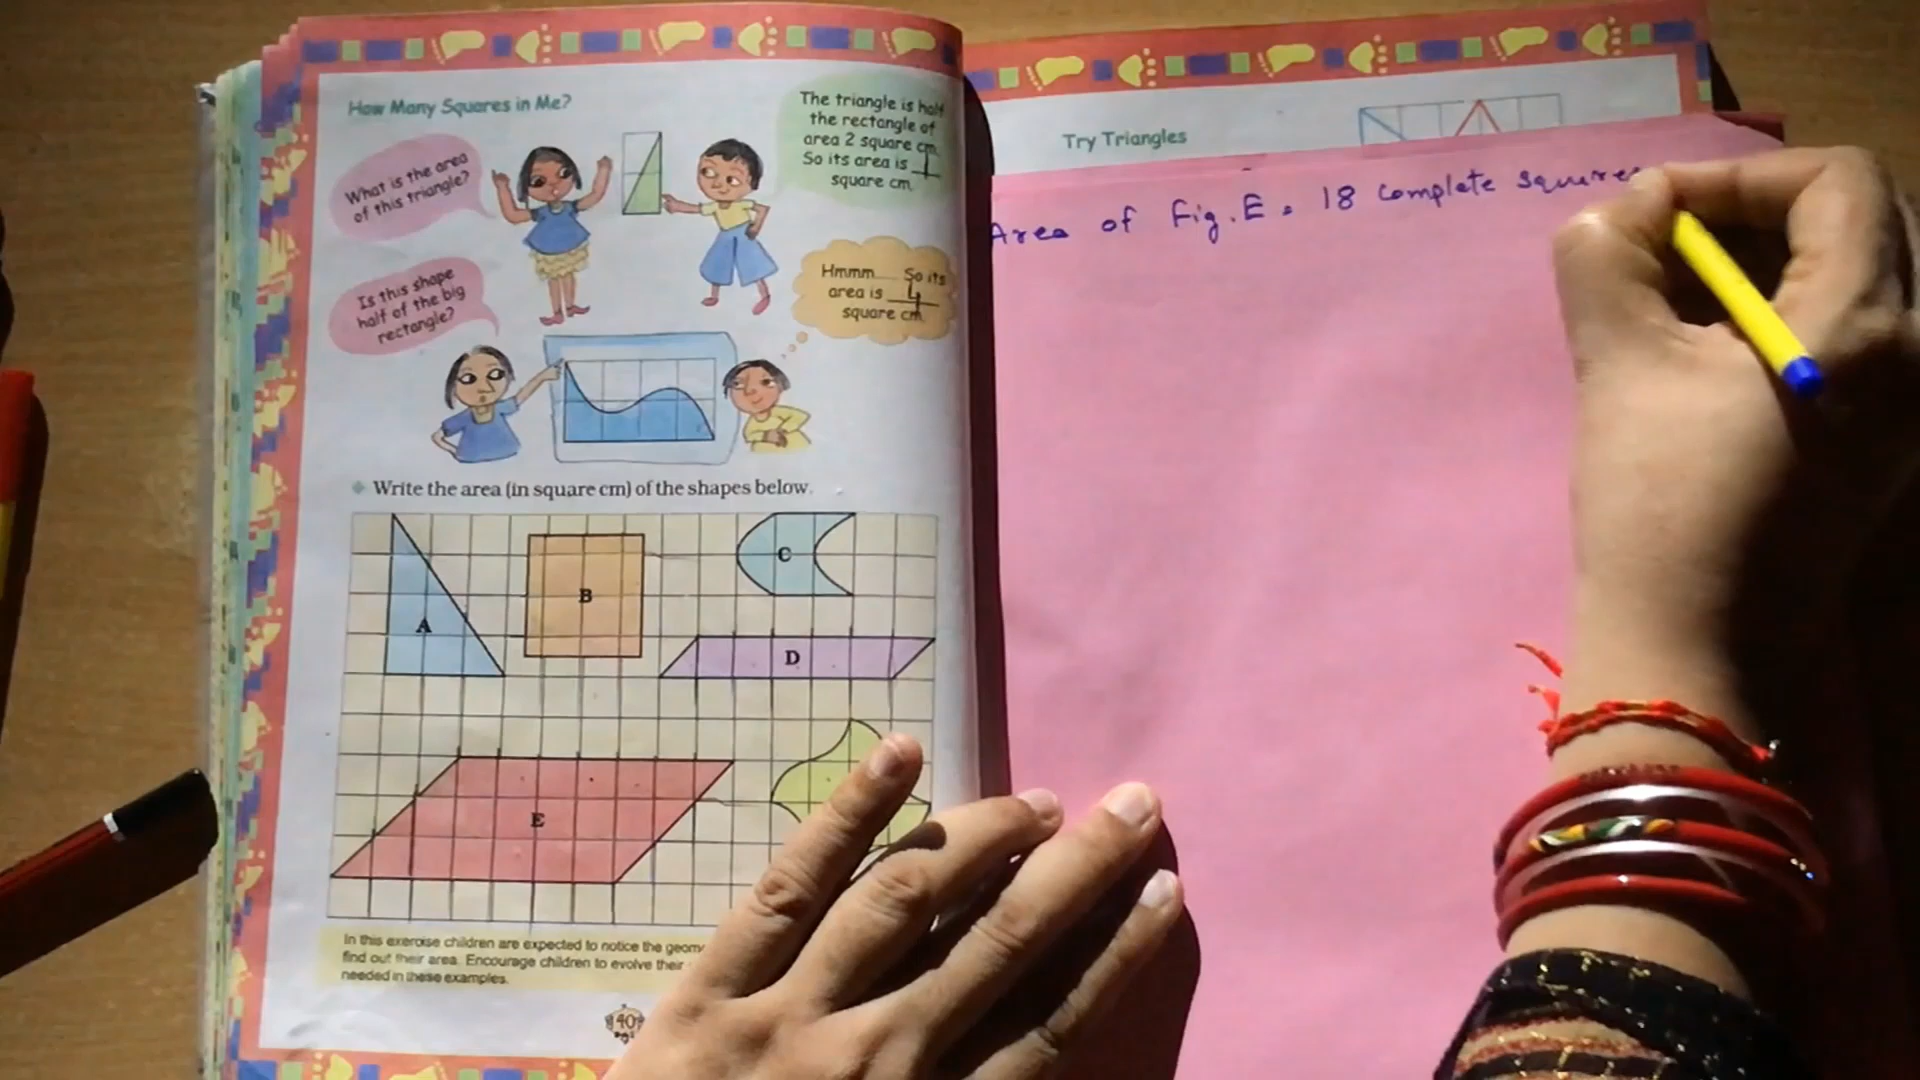 How Many Squares in Me?
What is the area
of this triangle?
The triangle is half
the rectangle of
area 2 square cm.
So its area is 1
square cm.
Is this shape
half of the big
rectangle?
Hmmm So its
area is 4
square cm.
Write the area (in square cm) of the shapes below.
A
B
C
D
E
In this exercise children are expected to notice the
find out their area. Encourage children to evolve their
needed in these examples.
40
Try Triangles
Area of Fig. E = 18 complete squares